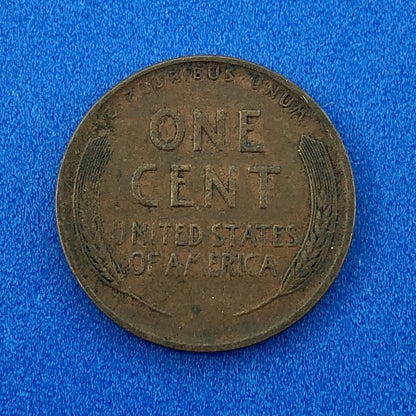 E PLURIBUS UNUM
ONE
CENT
UNITED STATES
OF AMERICA